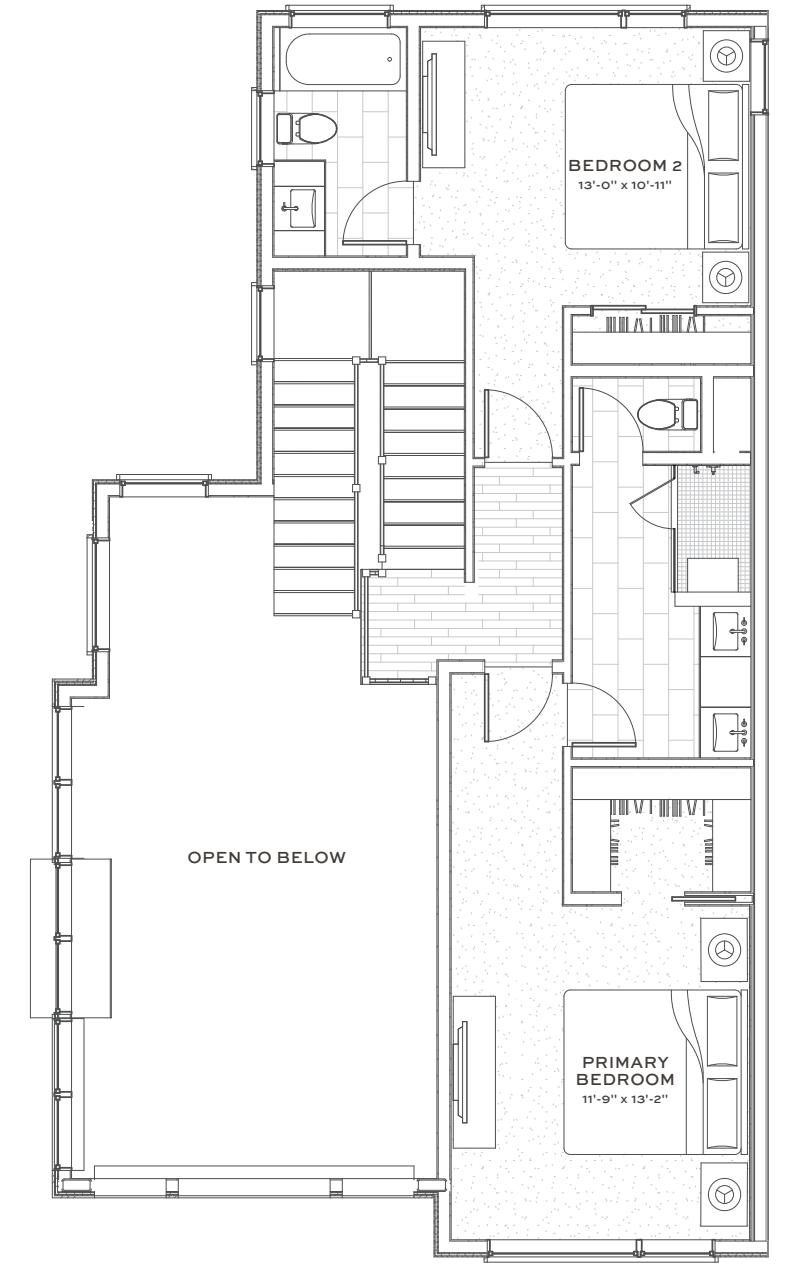 BEDROOM 2
13'-0" x 10'-11"
OPEN TO BELOW
PRIMARY
BEDROOM
11'-9" x 13'-2"